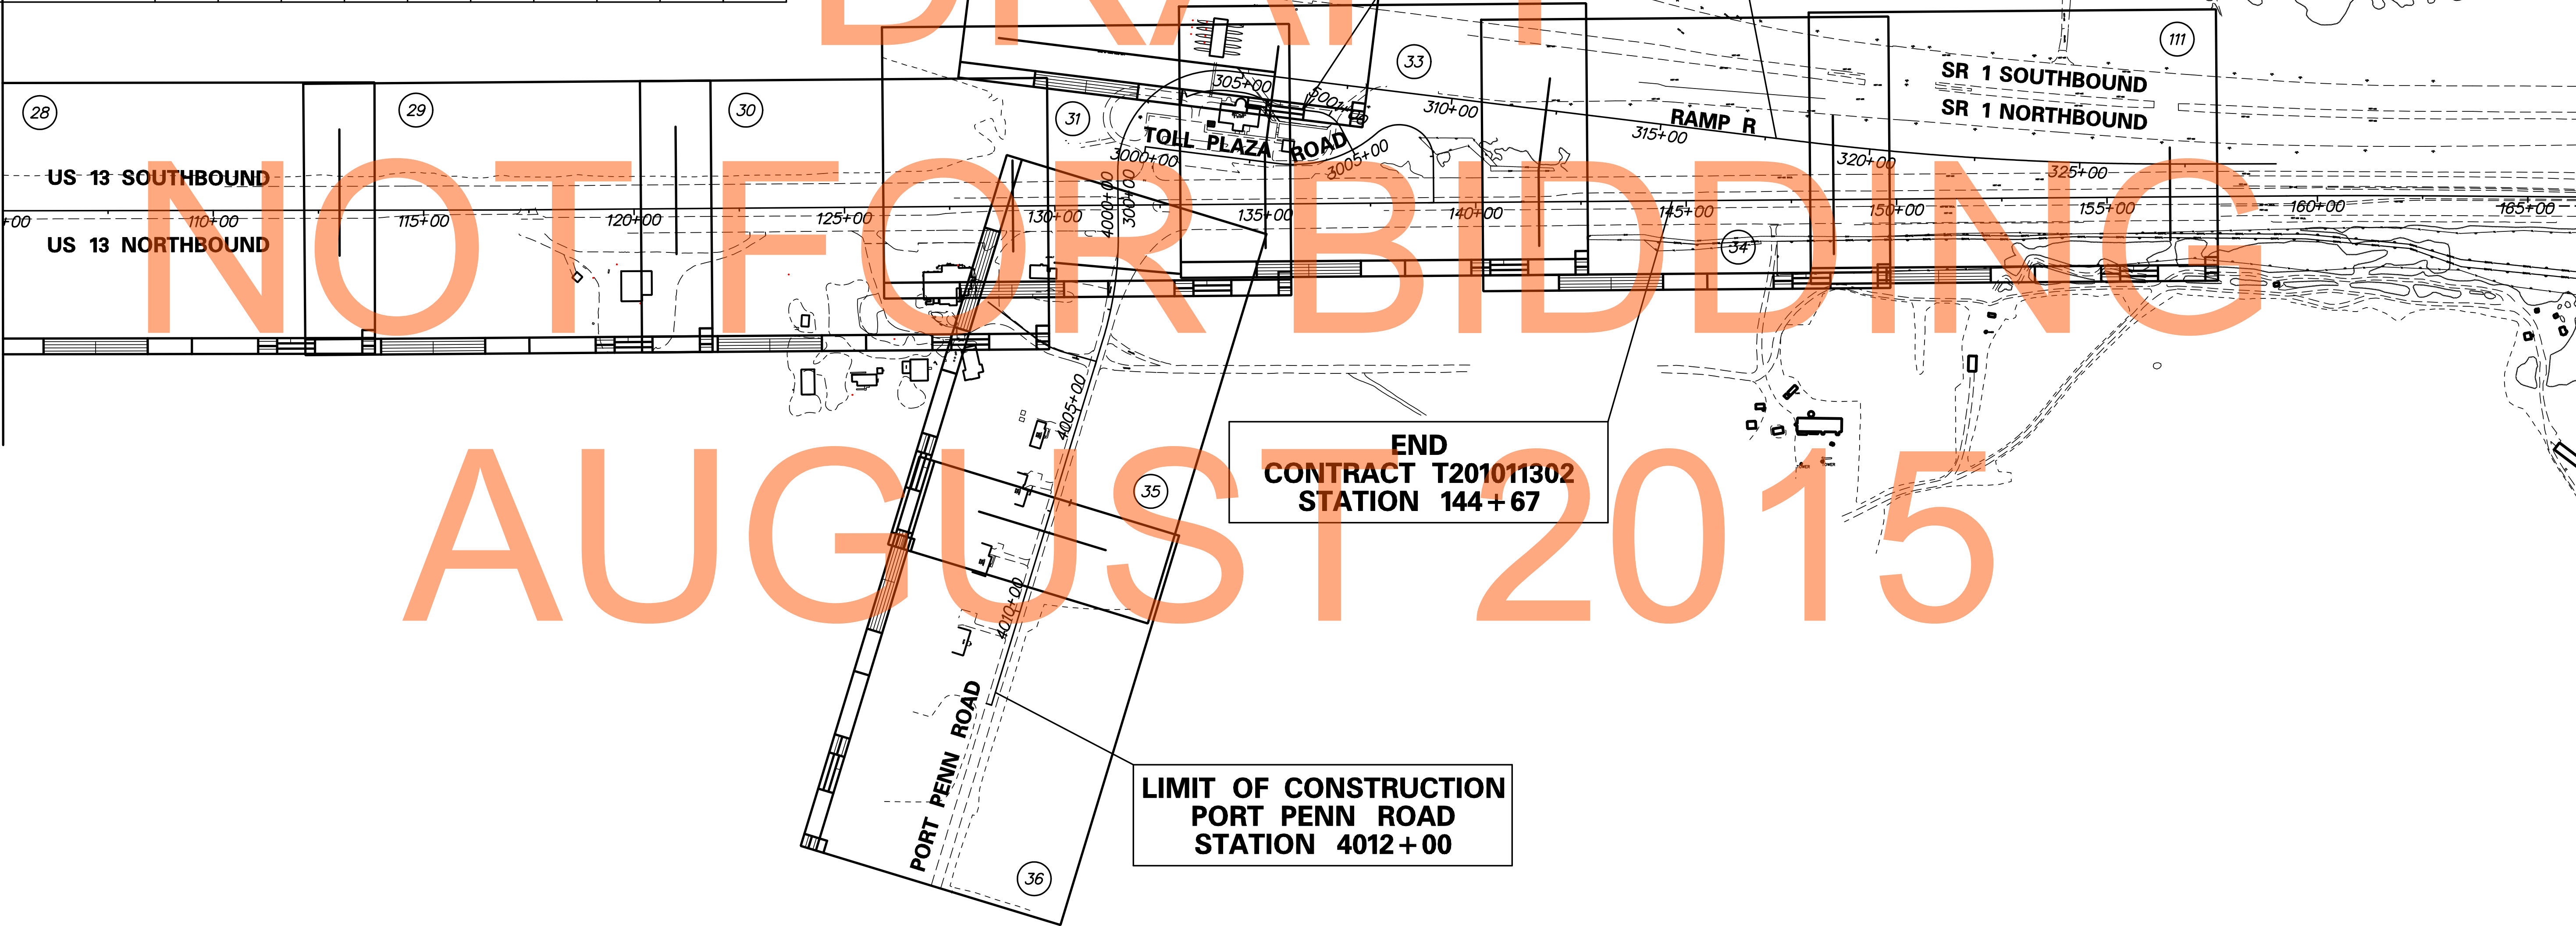 DRAFT
NOT FOR BIDDING
AUGUST 2015
28
29
30
31
33
111
34
35
36
US 13 SOUTHBOUND
US 13 NORTHBOUND
+00
110+00
115+00
120+00
125+00
130+00
135+00
140+00
145+00
150+00
155+00
160+00
165+00
305+00
310+00
315+00
320+00
325+00
TOLL PLAZA ROAD
3000+00
3005+00
4000+00
300+00
RAMP R
SR 1 SOUTHBOUND
SR 1 NORTHBOUND
4005+00
4010+00
END
CONTRACT T201011302
STATION 144+67
PORT PENN ROAD
LIMIT OF CONSTRUCTION
PORT PENN ROAD
STATION 4012+00